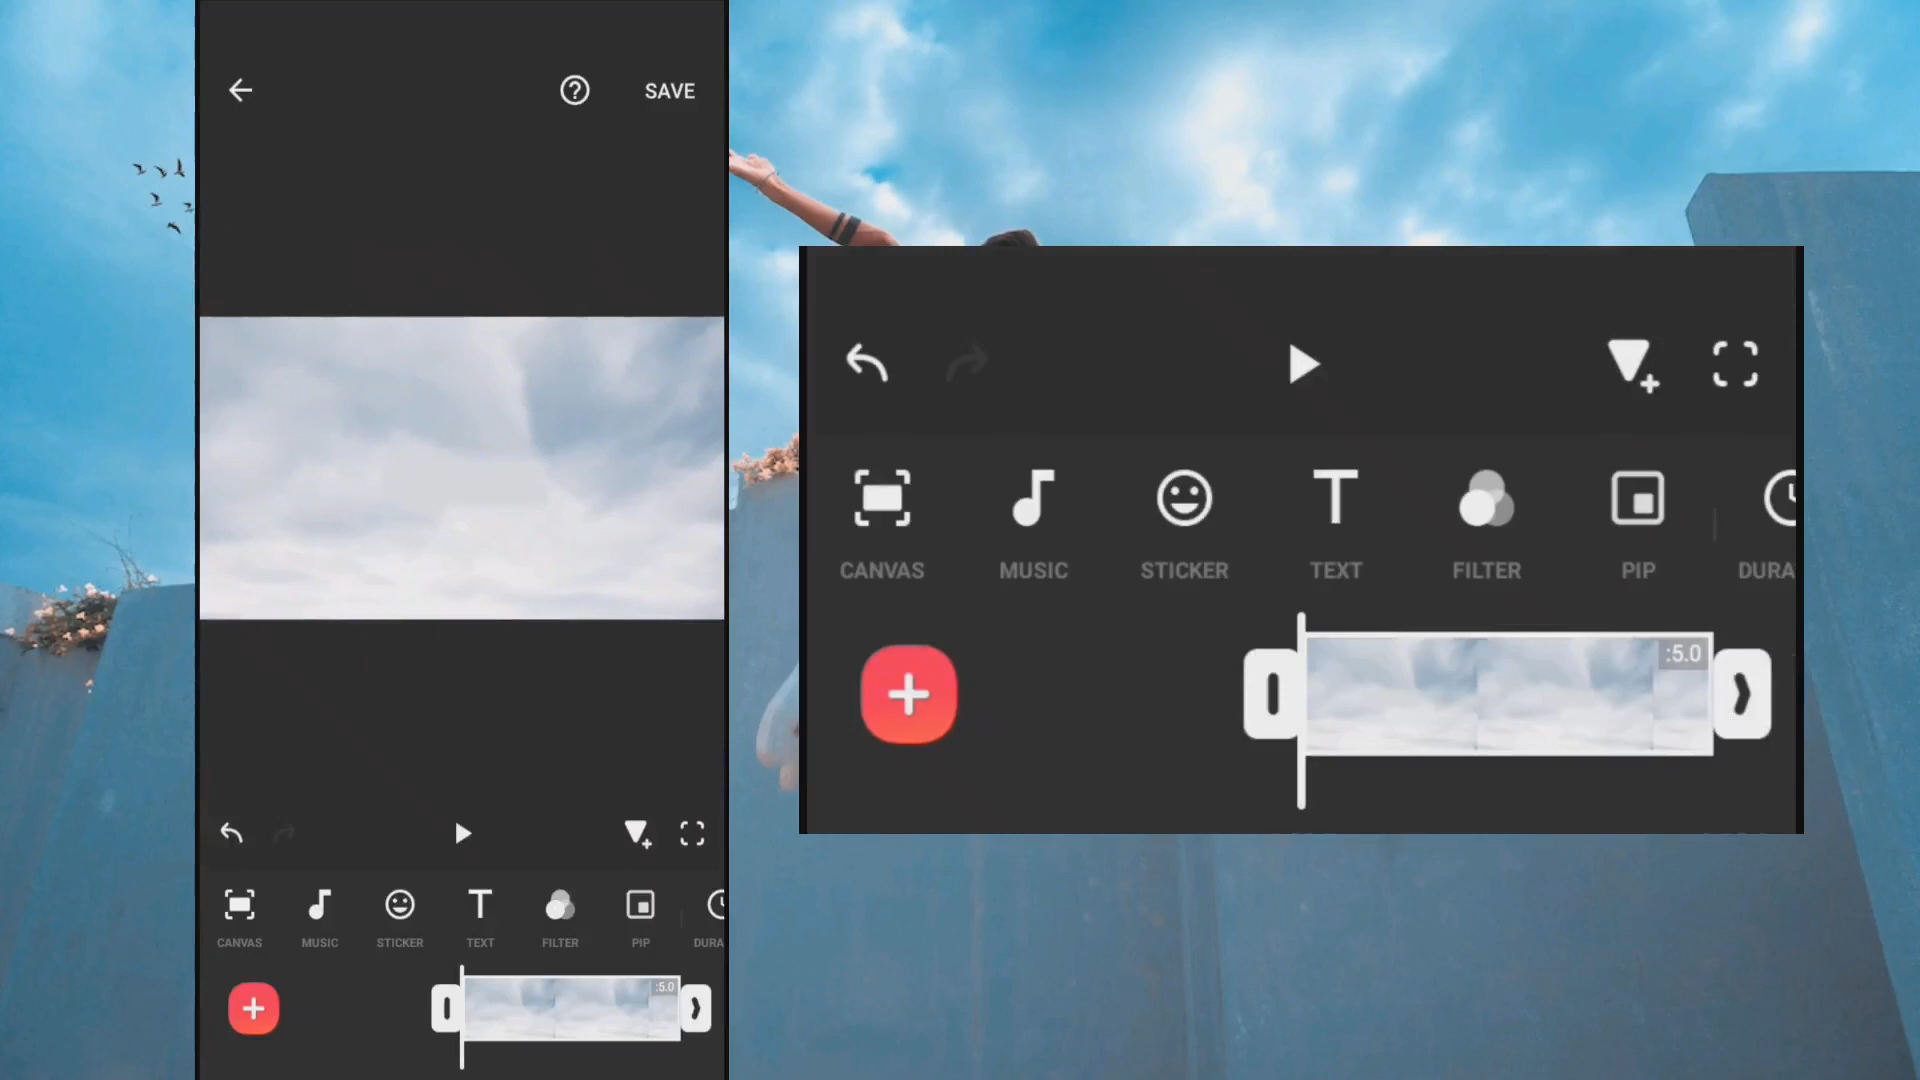 SAVE
CANVAS MUSIC STICKER TEXT FILTER PIP DURA
:5.0
CANVAS MUSIC STICKER TEXT FILTER PIP DURA
:5.0